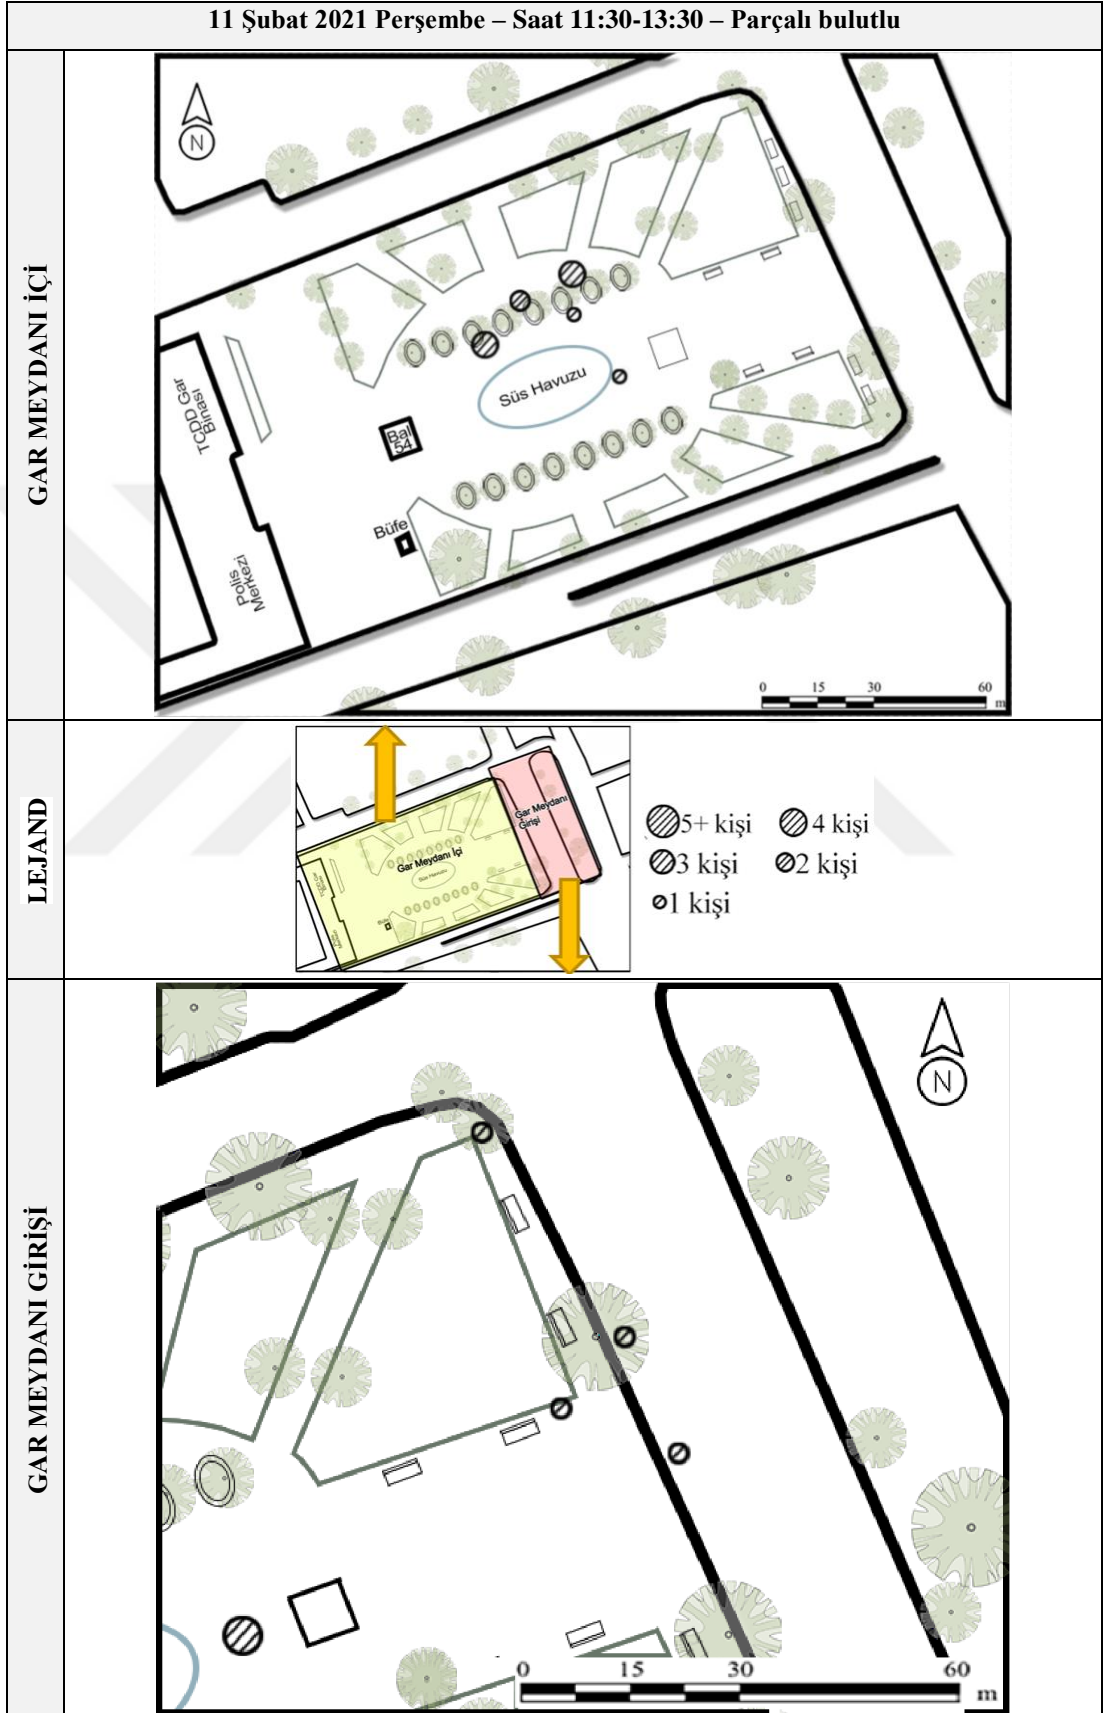 11 Şubat 2021 Perşembe – Saat 11:30-13:30 – Parçalı bulutlu
GAR MEYDANI İÇİ
N
TCDD Gar
Binası
Süs Havuzu
Bal
54
Büfe
Polis
Merkezi
0 15 30 60
m
LEJAND
Gar Meydanı
Girişi
Gar Meydanı İçi
Süs Havuzu
5+ kişi 4 kişi
3 kişi 2 kişi
1 kişi
GAR MEYDANI GİRİŞİ
N
0 15 30 60
m